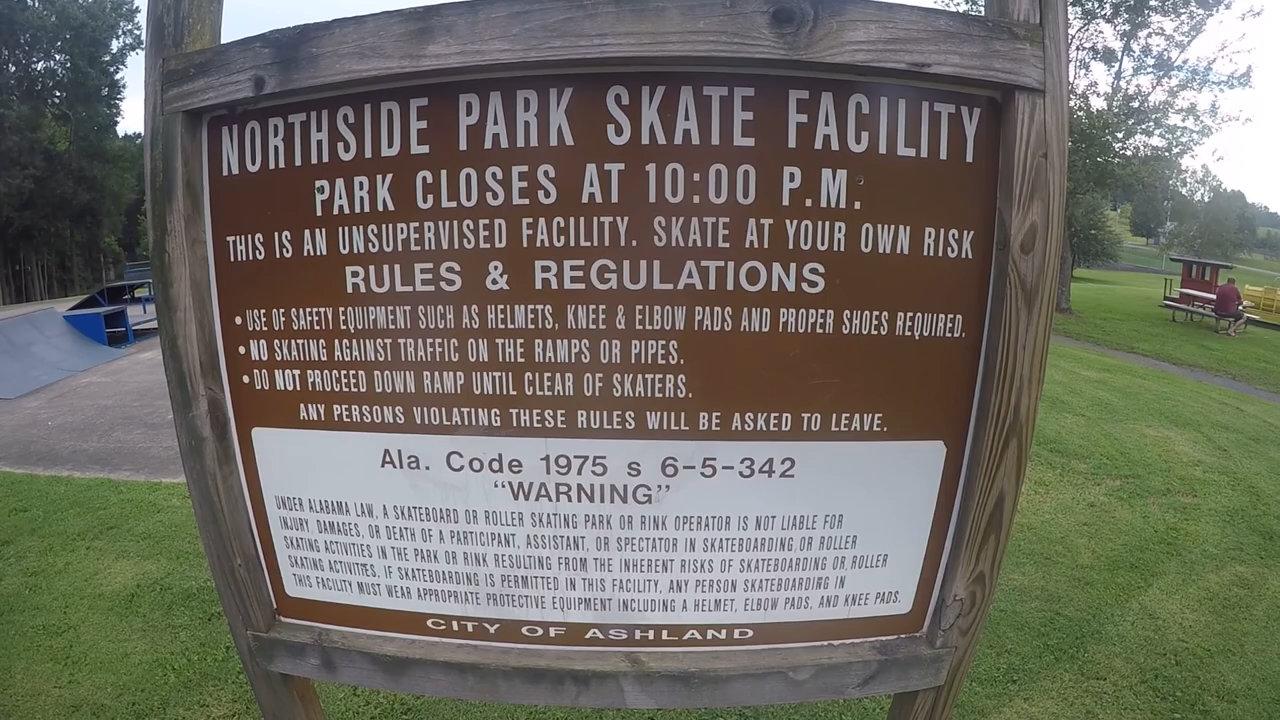 NORTHSIDE PARK SKATE FACILITY
PARK CLOSES AT 10:00 P.M.
THIS IS AN UNSUPERVISED FACILITY. SKATE AT YOUR OWN RISK
RULES & REGULATIONS
• USE OF SAFETY EQUIPMENT SUCH AS HELMETS, KNEE & ELBOW PADS AND PROPER SHOES REQUIRED.
• NO SKATING AGAINST TRAFFIC ON THE RAMPS OR PIPES.
• DO NOT PROCEED DOWN RAMP UNTIL CLEAR OF SKATERS.
ANY PERSONS VIOLATING THESE RULES WILL BE ASKED TO LEAVE.
Ala. Code 1975 s 6-5-342
"WARNING"
UNDER ALABAMA LAW, A SKATEBOARD OR ROLLER SKATING PARK OR RINK OPERATOR IS NOT LIABLE FOR
INJURY, DAMAGES, OR DEATH OF A PARTICIPANT, ASSISTANT, OR SPECTATOR IN SKATEBOARDING OR ROLLER
SKATING ACTIVITIES IN THE PARK OR RINK RESULTING FROM THE INHERENT RISKS OF SKATEBOARDING OR ROLLER
SKATING ACTIVITIES. IF SKATEBOARDING IS PERMITTED IN THIS FACILITY, ANY PERSON SKATEBOARDING IN
THIS FACILITY MUST WEAR APPROPRIATE PROTECTIVE EQUIPMENT INCLUDING A HELMET, ELBOW PADS, AND KNEE PADS.
CITY OF ASHLAND